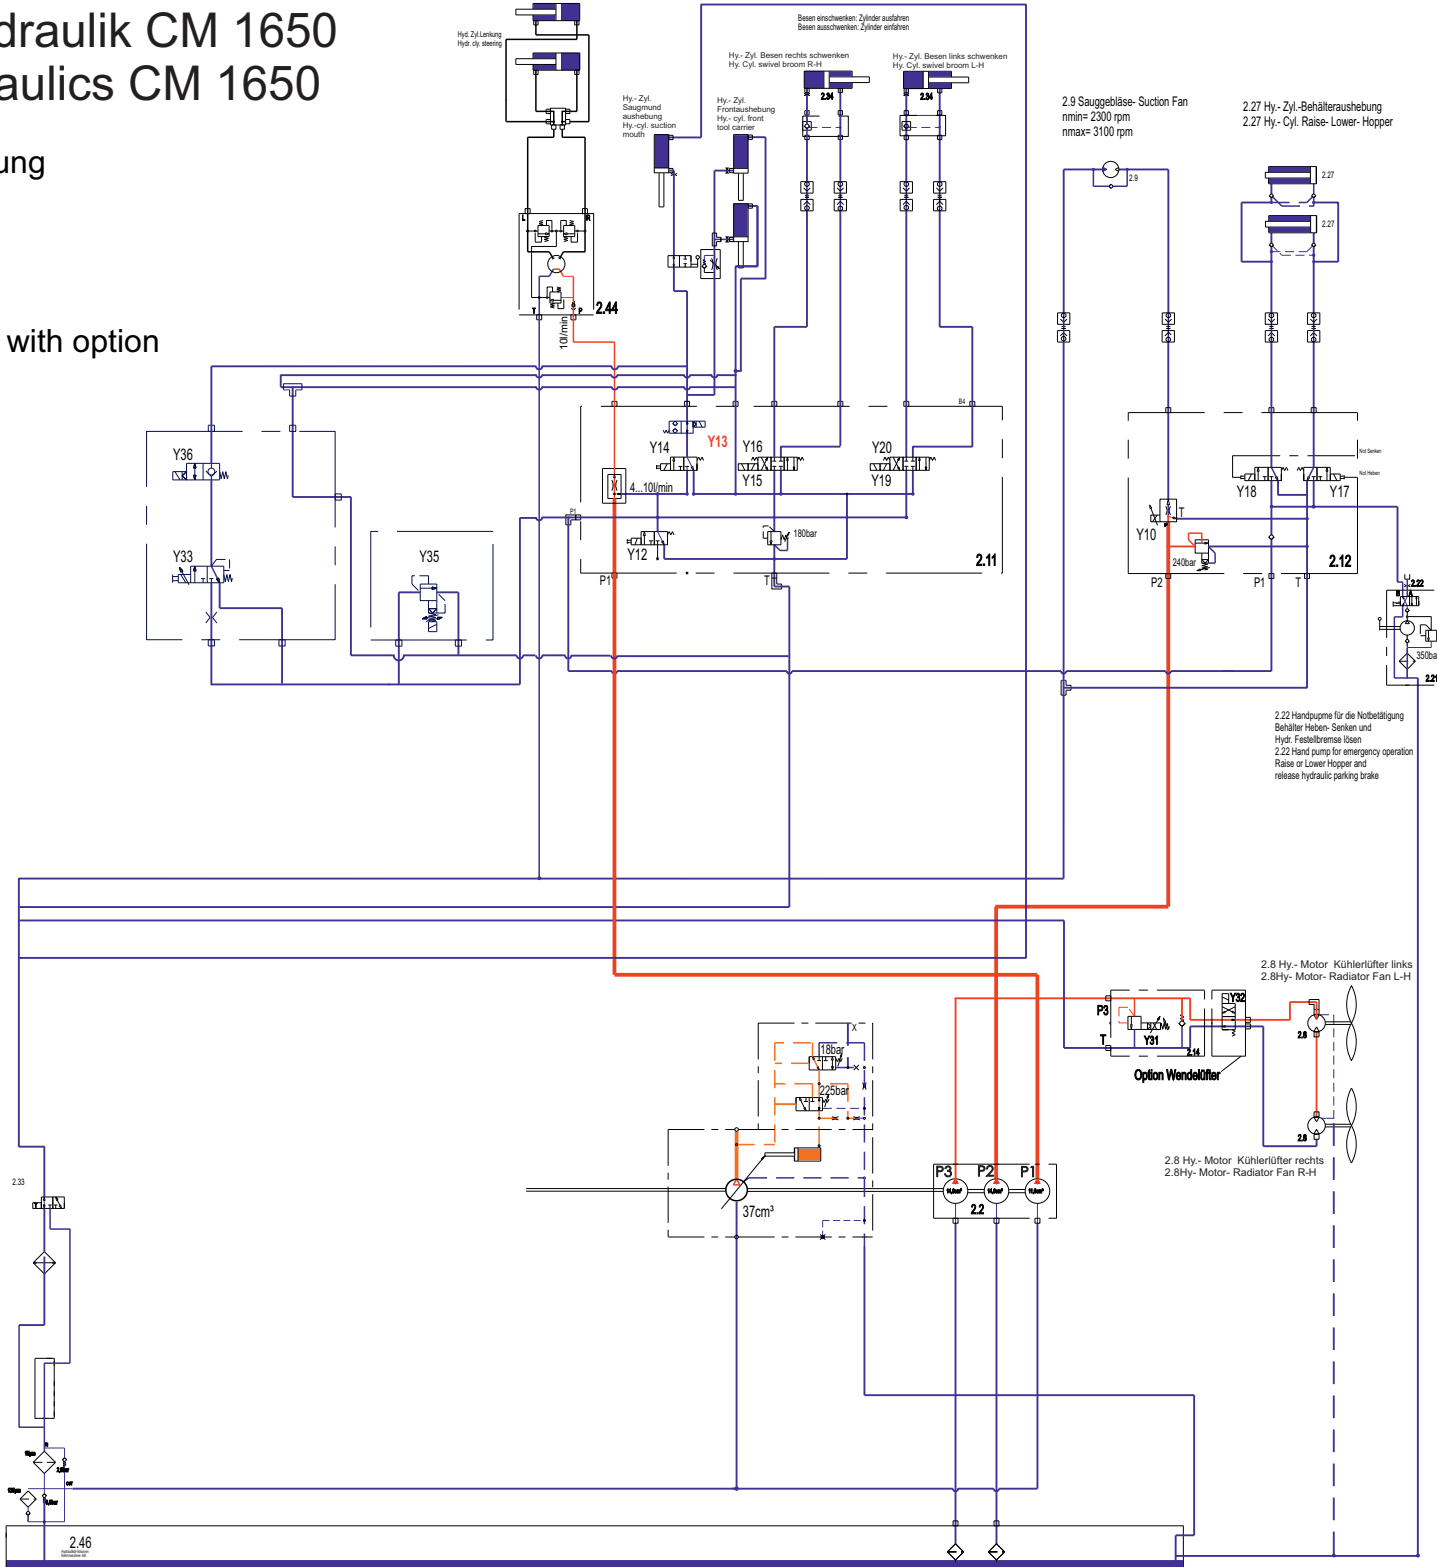 draulik CM 1650
aulics CM 1650
ung
with option
Hyd. Zyl.Lenkung
Hydr. cly. steering
Besen einschwenken: Zylinder ausfahren
Besen ausschwenken: Zylinder einfahren
Hy.- Zyl. Besen rechts schwenken
Hy. Cyl. swivel broom R-H
Hy.- Zyl. Besen links schwenken
Hy. Cyl. swivel broom L-H
2.34
2.34
Hy.- Zyl.
Saugmund
aushebung
Hy.-cyl. suction
mouth
Hy.- Zyl.
Frontaushebung
Hy.- cyl. front
tool carrier
2.9 Sauggebläse- Suction Fan
nmin= 2300 rpm
nmax= 3100 rpm
2.27 Hy.- Zyl.-Behälteraushebung
2.27 Hy.- Cyl. Raise- Lower- Hopper
2.9
2.27
2.27
L
R
T
P
2.44
10l/min
B4
Y36
Y33
Y35
Y14
Y13
Y16
Y15
Y20
Y19
4...10l/min
P1
Y12
180bar
2.11
P1
T
Not Senken
Not Heben
Y18
Y17
Y10
T
240bar
2.12
P2
P1
T
2.22
350ba
2.21
2.22 Handpupme für die Notbetätigung
Behälter Heben- Senken und
Hydr. Festellbremse lösen
2.22 Hand pump for emergency operation
Raise or Lower Hopper and
release hydraulic parking brake
2.8 Hy.- Motor Kühlerlüfter links
2.8Hy- Motor- Radiator Fan L-H
P3
T
Y31
2.14
Y32
2.8
Option Wendelüfter
2.8
2.8 Hy.- Motor Kühlerlüfter rechts
2.8Hy- Motor- Radiator Fan R-H
X
18bar
225bar
37cm³
P3
P2
P1
2.2
2.33
2.46